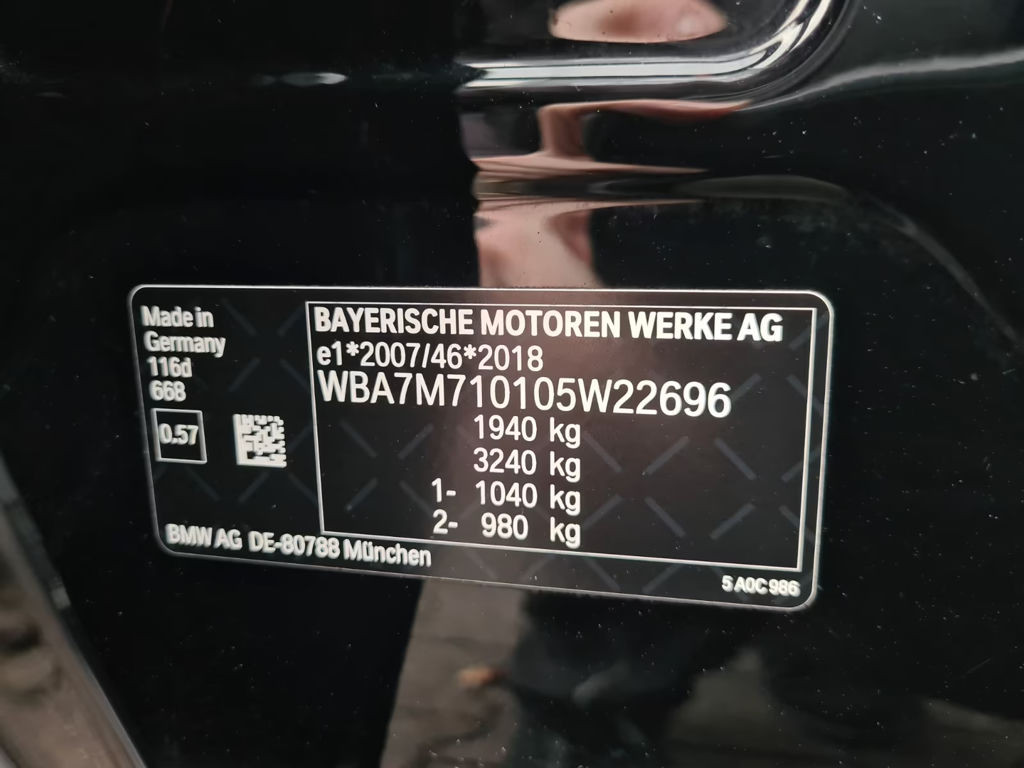 Made in
Germany
116d
668
0.57
BAYERISCHE MOTOREN WERKE AG
e1*2007/46*2018
WBA7M710105W22696
1940 kg
3240 kg
1- 1040 kg
2- 980 kg
BMW AG DE-80788 München
5 A0C 986